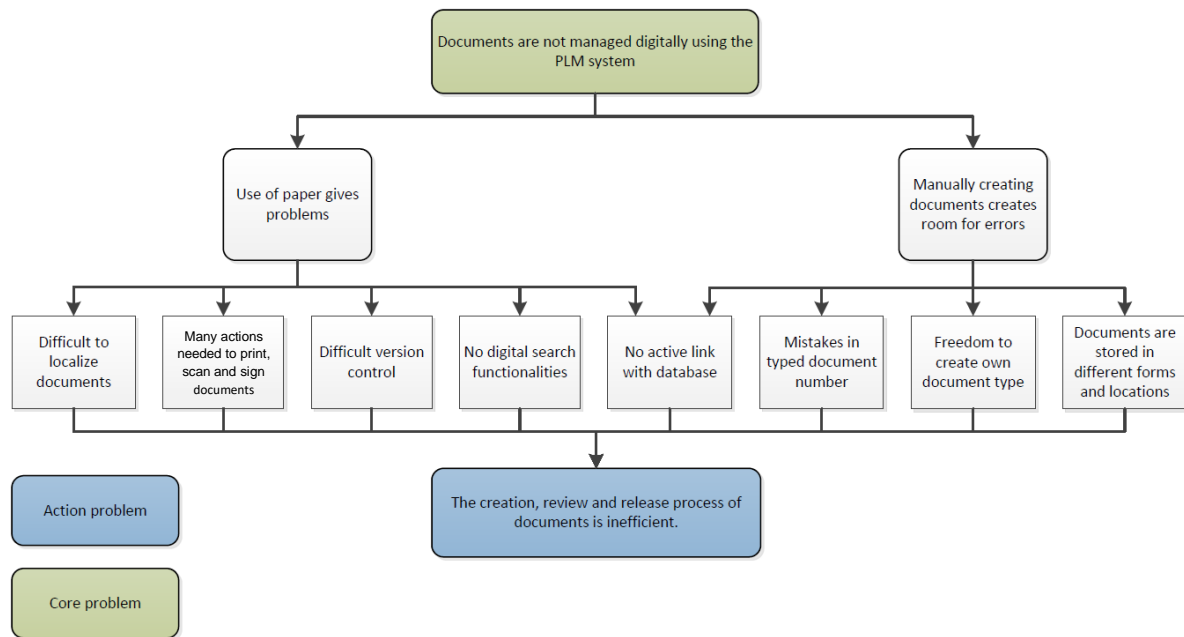 Documents are not managed digitally using the
PLM system
Use of paper gives
problems
Manually creating
documents creates
room for errors
Difficult to
localize documents
Many actions
needed to print,
scan and sign
documents
Difficult version
control
No digital search
functionalities
No active link
with database
Mistakes in
typed document
number
Freedom to
create own
document type
Documents are
stored in
different forms
and locations
The creation, review and release process of
documents is inefficient.
Action problem
Core problem